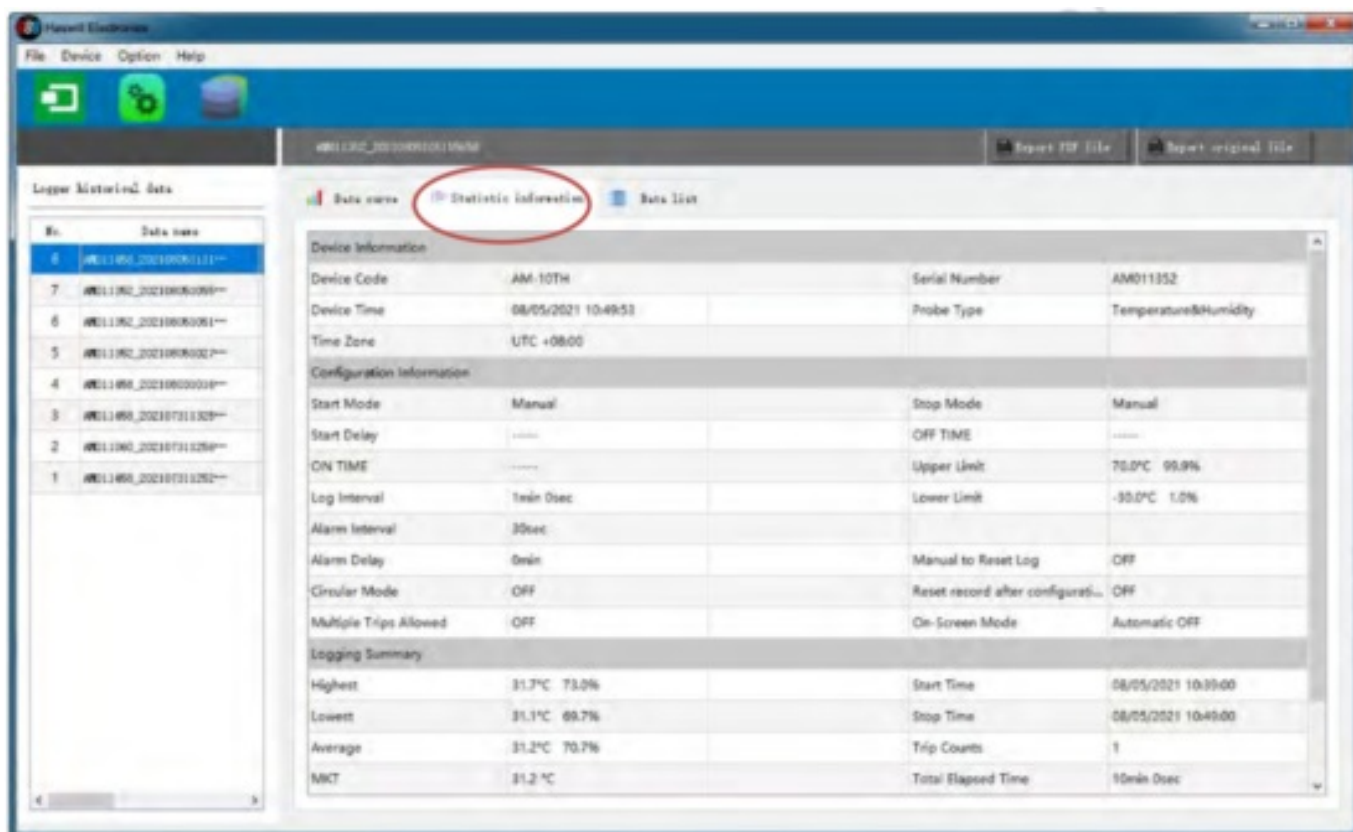 File Device Option Help
Export PDF file Export original file
Logger historical data
Data curve Statistic information Data list
No. Data name
Device Information
Device Code AM-10TH Serial Number AM011352
Device Time 08/05/2021 10:49:53 Probe Type Temperature&Humidity
Time Zone UTC +08:00
Configuration Information
Start Mode Manual Stop Mode Manual
Start Delay ----- OFF TIME -----
ON TIME ----- Upper Limit 70.0°C 99.9%
Log Interval 1min 0sec Lower Limit -30.0°C 1.0%
Alarm Interval 30sec
Alarm Delay 0min Manual to Reset Log OFF
Circular Mode OFF Reset record after configurati... OFF
Multiple Trips Allowed OFF On-Screen Mode Automatic OFF
Logging Summary
Highest 31.7°C 73.0% Start Time 08/05/2021 10:39:00
Lowest 31.1°C 69.7% Stop Time 08/05/2021 10:49:00
Average 31.2°C 70.7% Trip Counts 1
MKT 31.2 °C Total Elapsed Time 10min 0sec
7
6
5
4
3
2
1